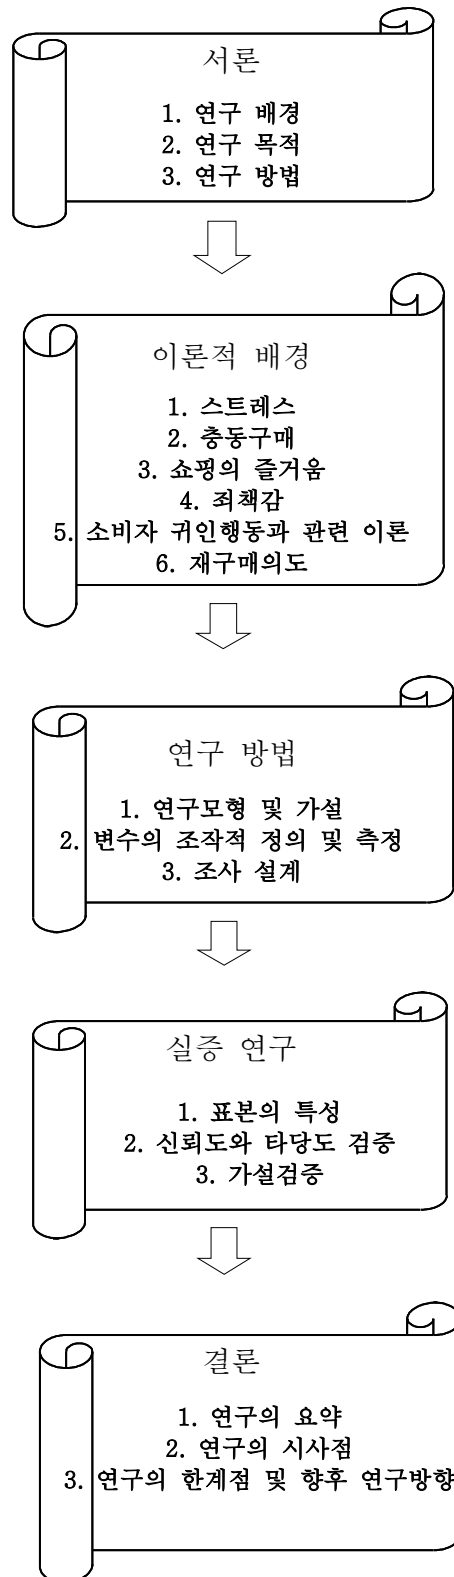 서론
1. 연구 배경
2. 연구 목적
3. 연구 방법
이론적 배경
1. 스트레스
2. 충동구매
3. 쇼핑의 즐거움
4. 죄책감
5. 소비자 귀인행동과 관련 이론
6. 재구매의도
연구 방법
1. 연구모형 및 가설
2. 변수의 조작적 정의 및 측정
3. 조사 설계
실증 연구
1. 표본의 특성
2. 신뢰도와 타당도 검증
3. 가설검증
결론
1. 연구의 요약
2. 연구의 시사점
3. 연구의 한계점 및 향후 연구방향